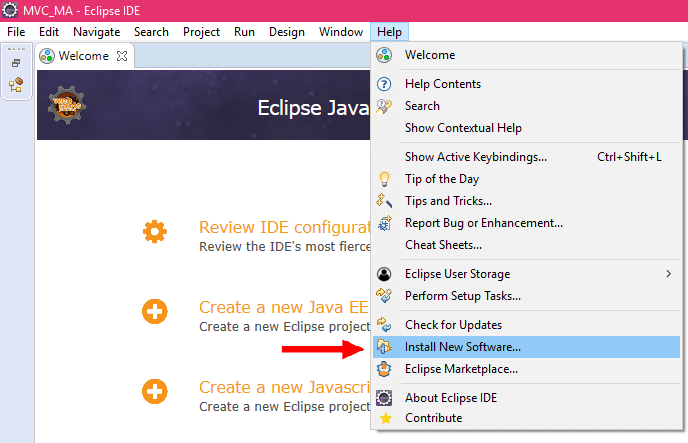 MVC_MA - Eclipse IDE
File Edit Navigate Search Project Run Design Window Help
Welcome
Welcome
Help Contents
Eclipse Java
Search
Show Contextual Help
Show Active Keybindings... Ctrl+Shift+L
Tip of the Day
Tips and Tricks...
Review IDE configurat
Report Bug or Enhancement...
Review the IDE's most fierce
Cheat Sheets...
Eclipse User Storage
Perform Setup Tasks...
Create a new Java EE
Create a new Eclipse project
Check for Updates
Install New Software...
Eclipse Marketplace...
Create a new Javascri
Create a new Eclipse project
About Eclipse IDE
Contribute